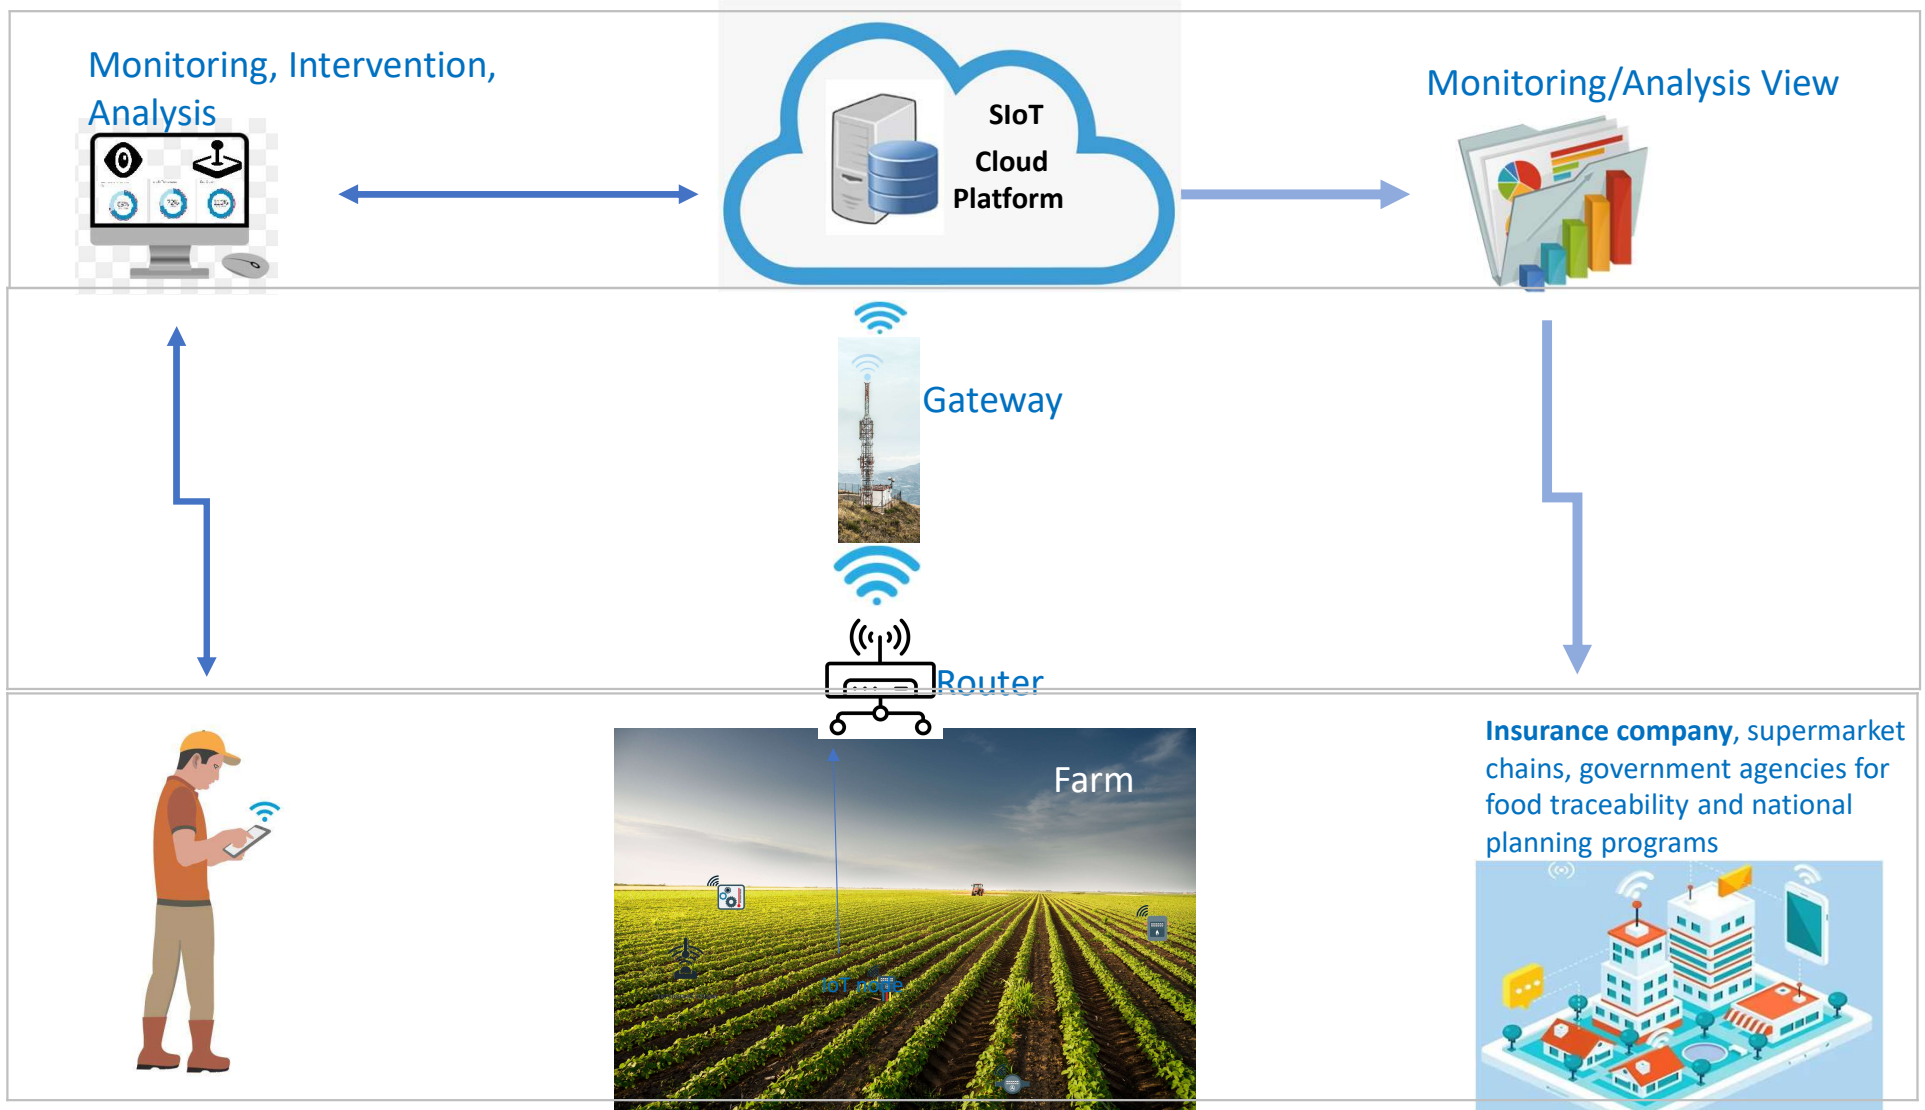 Monitoring, Intervention,
Analysis
SIoT
Cloud
Platform
Monitoring/Analysis View
Gateway
Router
Farm
IoT node
Insurance company, supermarket
chains, government agencies for
food traceability and national
planning programs